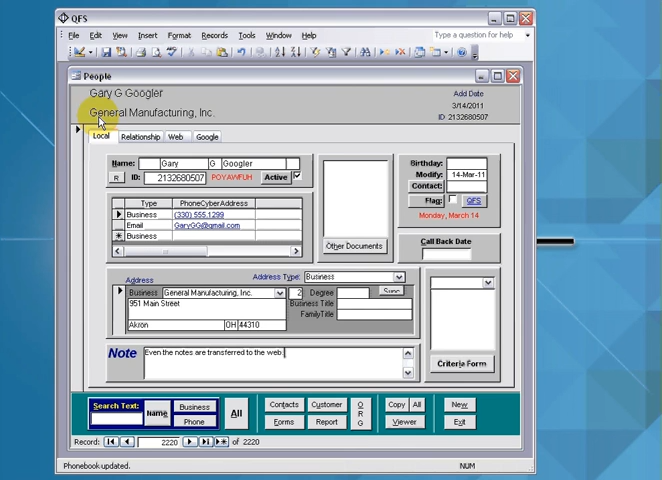 QFS
File Edit View Insert Format Records Tools Window Help Type a question for help
People
Gary G Googler
General Manufacturing, Inc.
Add Date
3/14/2011
ID 2132680507
Local Relationship Web Google
Name: Gary G Googler
R ID: 2132680507 POYAWFUH Active
Type PhoneCyberAddress
Business (330) 555.1299
Email GaryGG@gmail.com
Business
Other Documents
Birthday:
Modify: 14-Mar-11
Contact:
Flag: QFS
Monday, March 14
Call Back Date
Address Address Type: Business
Business General Manufacturing, Inc. 2 Degree Sync
951 Main Street Business Title
FamilyTitle
Akron OH 44310
Note Even the notes are transferred to the web.
Criteria Form
Search Text: Name Business Phone All
Contacts Customer ORG Copy All New
Forms Report Viewer Exit
Record: 2220 of 2220
Phonebook updated. NUM